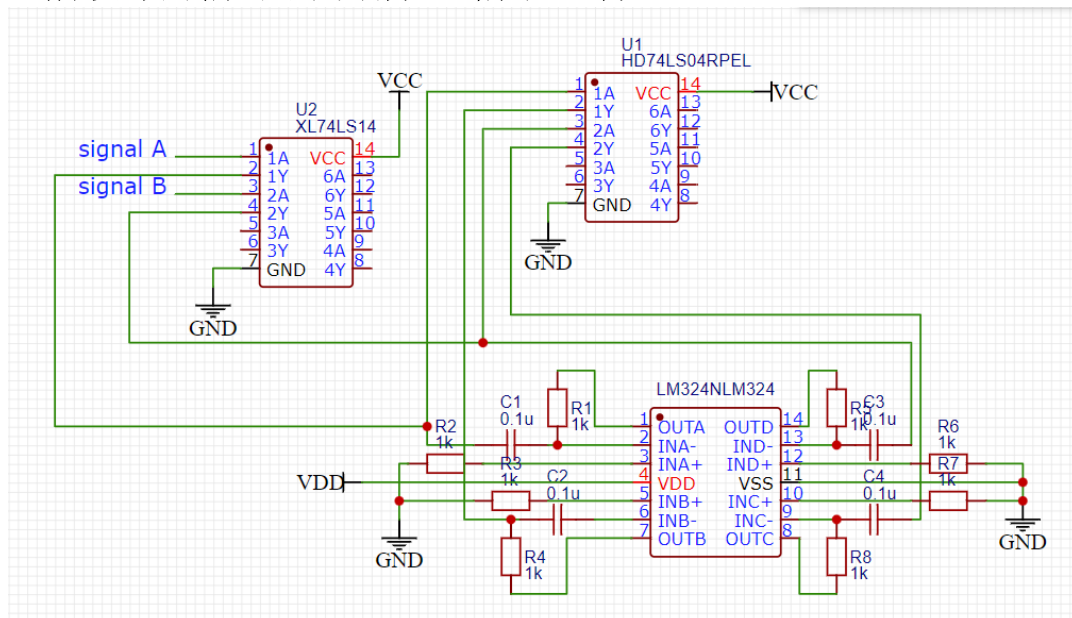 U1
HD74LS04RPEL
VCC
1 1A VCC 14 VCC
2 1Y 6A 13
3 2A 6Y 12
4 2Y 5A 11
5 3A 5Y 10
6 3Y 4A 9
7 GND 4Y 8
GND
U2
XL74LS14
signal A 1 1A VCC 14
2 1Y 6A 13
signal B 3 2A 6Y 12
4 2Y 5A 11
5 3A 5Y 10
6 3Y 4A 9
7 GND 4Y 8
GND
LM324NLM324
C1
0.1u
R1
1k
R2
1k
R3
1k
C2
0.1u
R4
1k
VDD
GND
1 OUTA OUTD 14
2 INA- IND- 13
3 INA+ IND+ 12
4 VDD VSS 11
5 INB+ INC+ 10
6 INB- INC- 9
7 OUTB OUTC 8
R5
1k
C3
0.1u
R6
1k
R7
1k
C4
0.1u
R8
1k
GND